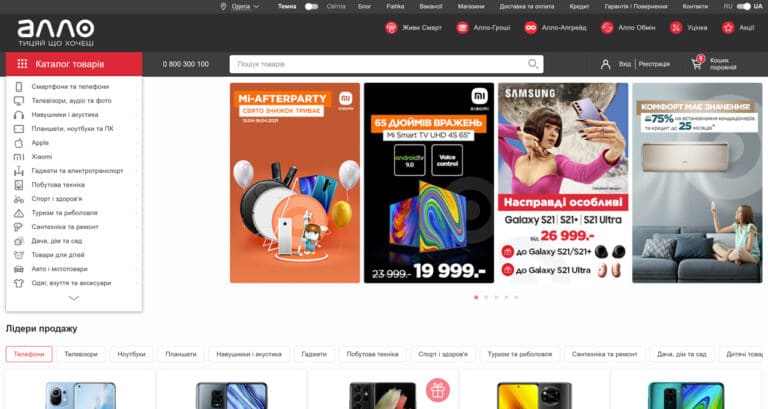 Одеса
Темна
Світла
Блог
Fishka
Вакансії
Магазини
Доставка та оплата
Кредит
Гарантія / Повернення
Контакти
RU
UA
АЛЛО
ТИЦЯЙ ЩО ХОЧЕШ
Живи Смарт
Алло-Гроші
Алло-Апгрейд
Алло Обмін
Уцінка
Акції
Каталог товарів
0 800 300 100
Пошук товарів
Вхід | Реєстрація
0
Кошик
порожній
Смартфони та телефони
Телевізори, аудіо та фото
Навушники і акустика
Планшети, ноутбуки та ПК
Apple
Xiaomi
Гаджети та електротранспорт
Побутова техніка
Спорт і здоров'я
Туризм та риболовля
Сантехніка та ремонт
Дача, дім та сад
Товари для дітей
Авто і мототовари
Одяг, взуття та аксесуари
Mi-AFTERPARTY
СВЯТО ЗНИЖОК ТРИВАЄ
13.04-18.04.2021
xiaomi
65 ДЮЙМІВ ВРАЖЕНЬ
Mi Smart TV UHD 4S 65"
androidtv
9.0
Voice
control
23 999.- 19 999.-
SAMSUNG
Насправді особливі
Galaxy S21 | S21+ | S21 Ultra
від 26 999.-
до Galaxy S21/S21+
до Galaxy S21 Ultra
КОМФОРТ МАЄ ЗНАЧЕННЯ!
-75% на встановлення кондиціонерів
та кредит до 25 місяців*
Лідери продажу
Телефони
Телевізори
Ноутбуки
Планшети
Навушники і акустика
Гаджети
Побутова техніка
Спорт і здоров'я
Туризм та риболовля
Сантехніка та ремонт
Дача, дім та сад
Дитячі това